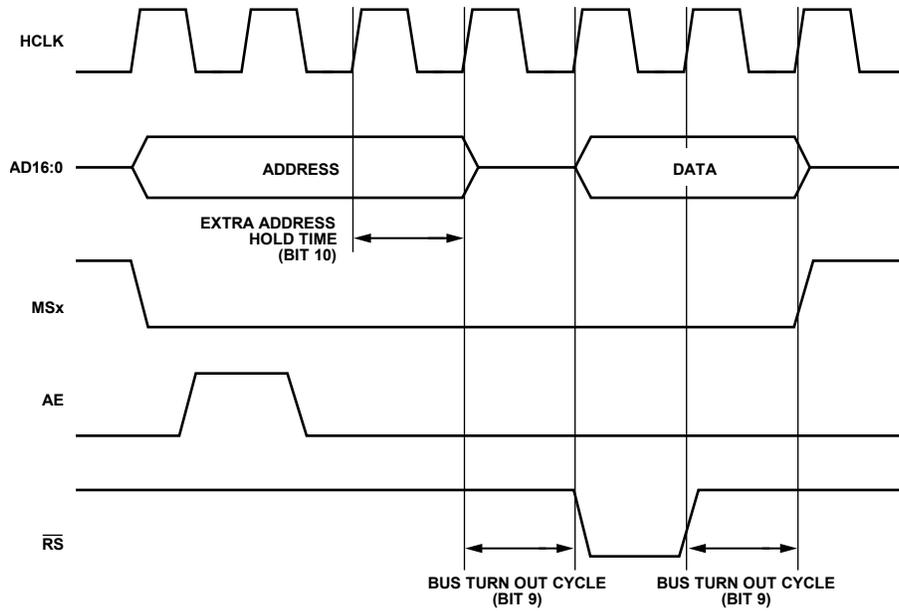 HCLK
AD16:0
ADDRESS
DATA
EXTRA ADDRESS
HOLD TIME
(BIT 10)
MSx
AE
RS
BUS TURN OUT CYCLE
(BIT 9)
BUS TURN OUT CYCLE
(BIT 9)